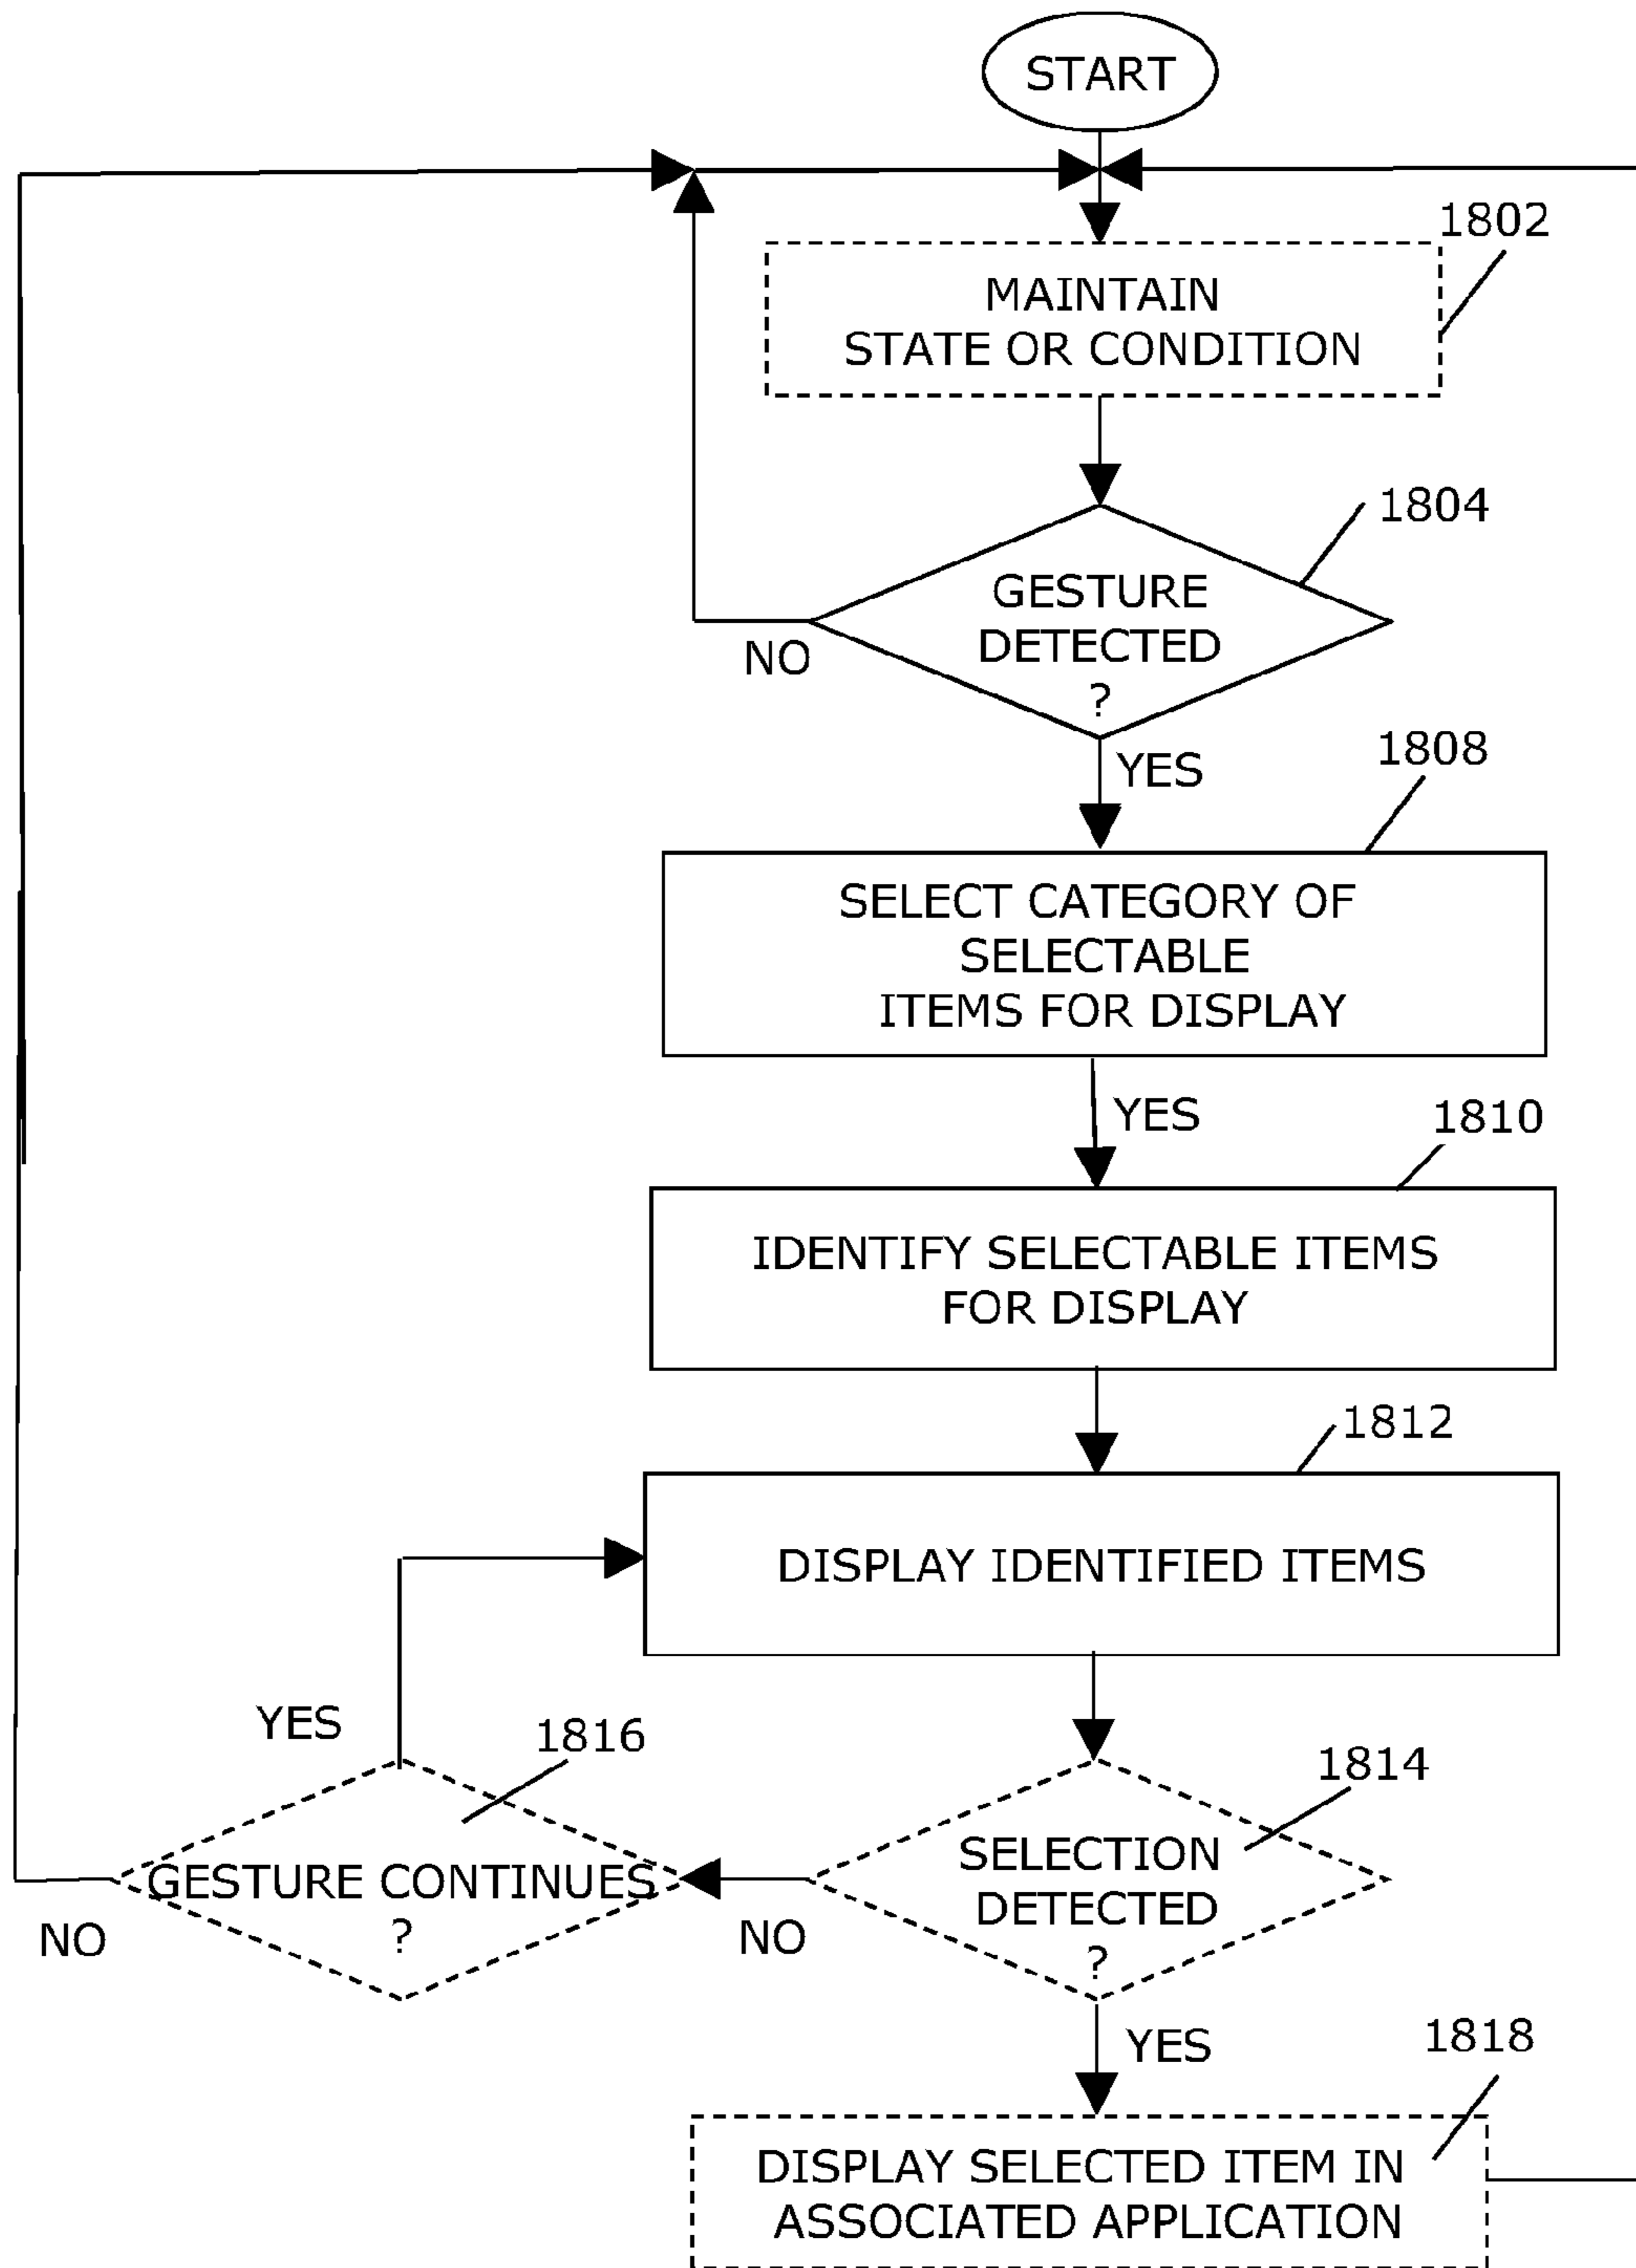 START
1802
MAINTAIN
STATE OR CONDITION
1804
GESTURE
DETECTED
?
NO
YES
1808
SELECT CATEGORY OF
SELECTABLE
ITEMS FOR DISPLAY
YES
1810
IDENTIFY SELECTABLE ITEMS
FOR DISPLAY
1812
DISPLAY IDENTIFIED ITEMS
YES
1816
1814
GESTURE CONTINUES
?
NO
SELECTION
DETECTED
?
NO
YES
1818
DISPLAY SELECTED ITEM IN
ASSOCIATED APPLICATION